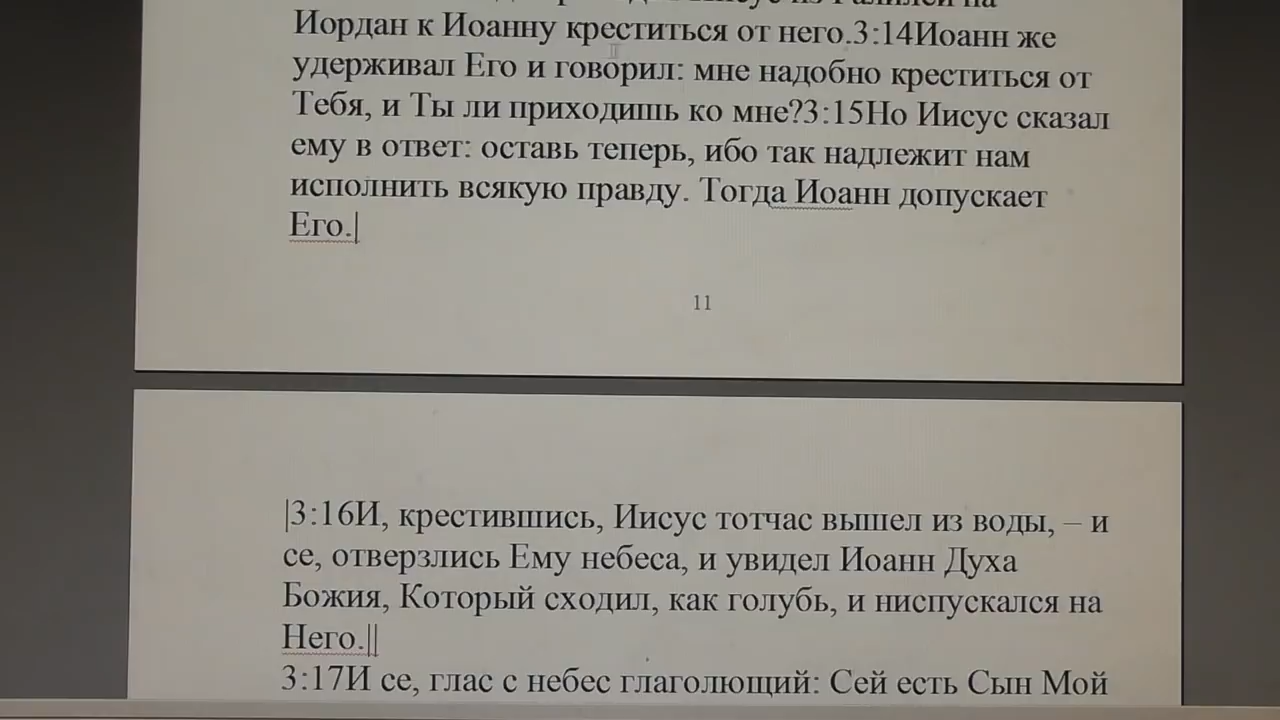 Иордан к Иоанну креститься от него.3:14Иоанн же
удерживал Его и говорил: мне надобно креститься от
Тебя, и Ты ли приходишь ко мне?3:15Но Иисус сказал
ему в ответ: оставь теперь, ибо так надлежит нам
исполнить всякую правду. Тогда Иоанн допускает
Его.|
11
|3:16И, крестившись, Иисус тотчас вышел из воды, – и
се, отверзлись Ему небеса, и увидел Иоанн Духа
Божия, Который сходил, как голубь, и ниспускался на
Него.||
3:17И се, глас с небес глаголющий: Сей есть Сын Мой